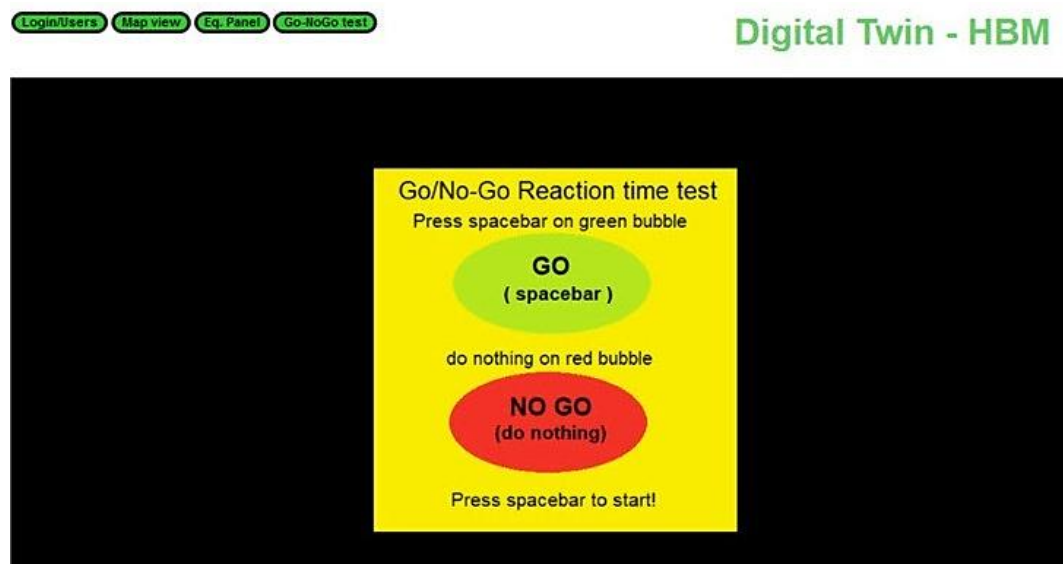 Login/Users Map view Eq. Panel Go-NoGo test
Digital Twin - HBM
Go/No-Go Reaction time test
Press spacebar on green bubble
GO
( spacebar )
do nothing on red bubble
NO GO
(do nothing)
Press spacebar to start!